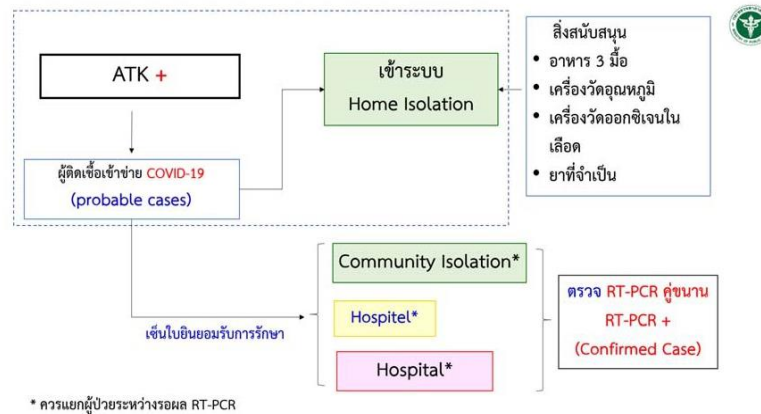 ATK +
ผู้ติดเชื้อเข้าข่าย COVID-19
(probable cases)
เข้าระบบ
Home Isolation
สิ่งสนับสนุน
• อาหาร 3 มื้อ
• เครื่องวัดอุณหภูมิ
• เครื่องวัดออกซิเจนใน
เลือด
• ยาที่จำเป็น
เซ็นใบยินยอมรับการรักษา
Community Isolation*
Hospitel*
Hospital*
ตรวจ RT-PCR คู่ขนาน
RT-PCR +
(Confirmed Case)
* ควรแยกผู้ป่วยระหว่างรอผล RT-PCR